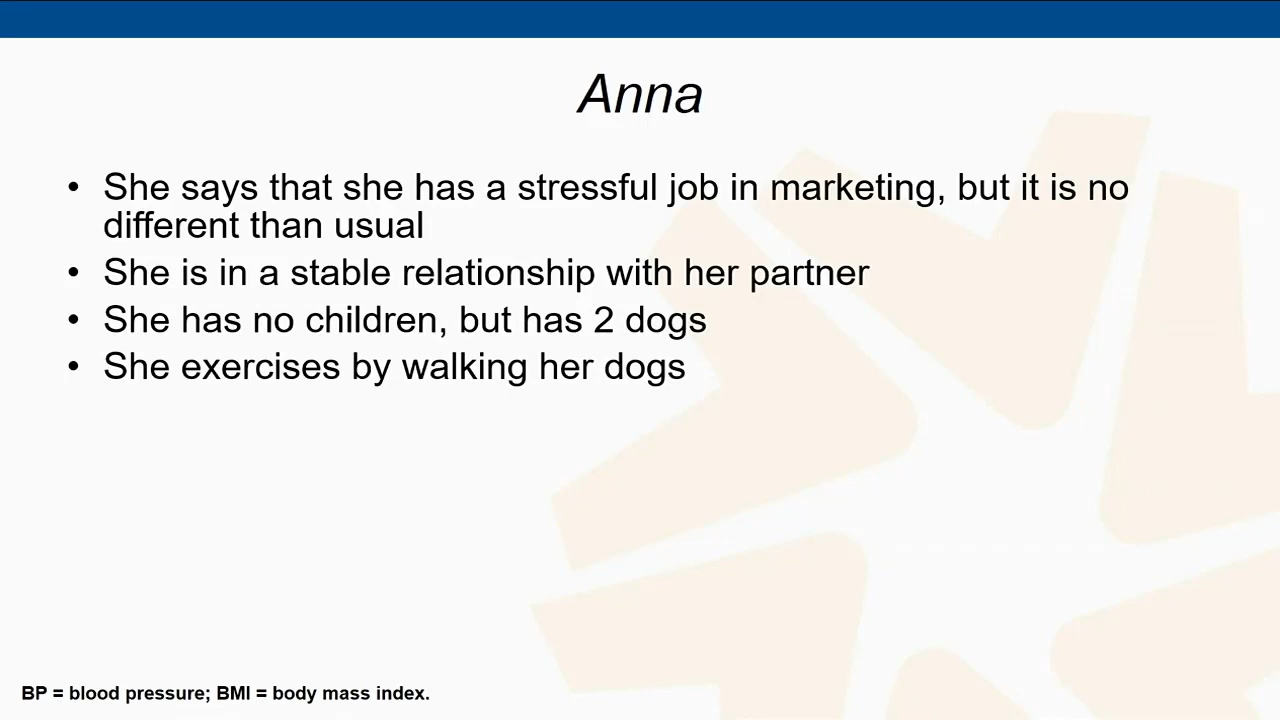 Anna
• She says that she has a stressful job in marketing, but it is no
different than usual
• She is in a stable relationship with her partner
• She has no children, but has 2 dogs
• She exercises by walking her dogs
BP = blood pressure; BMI = body mass index.